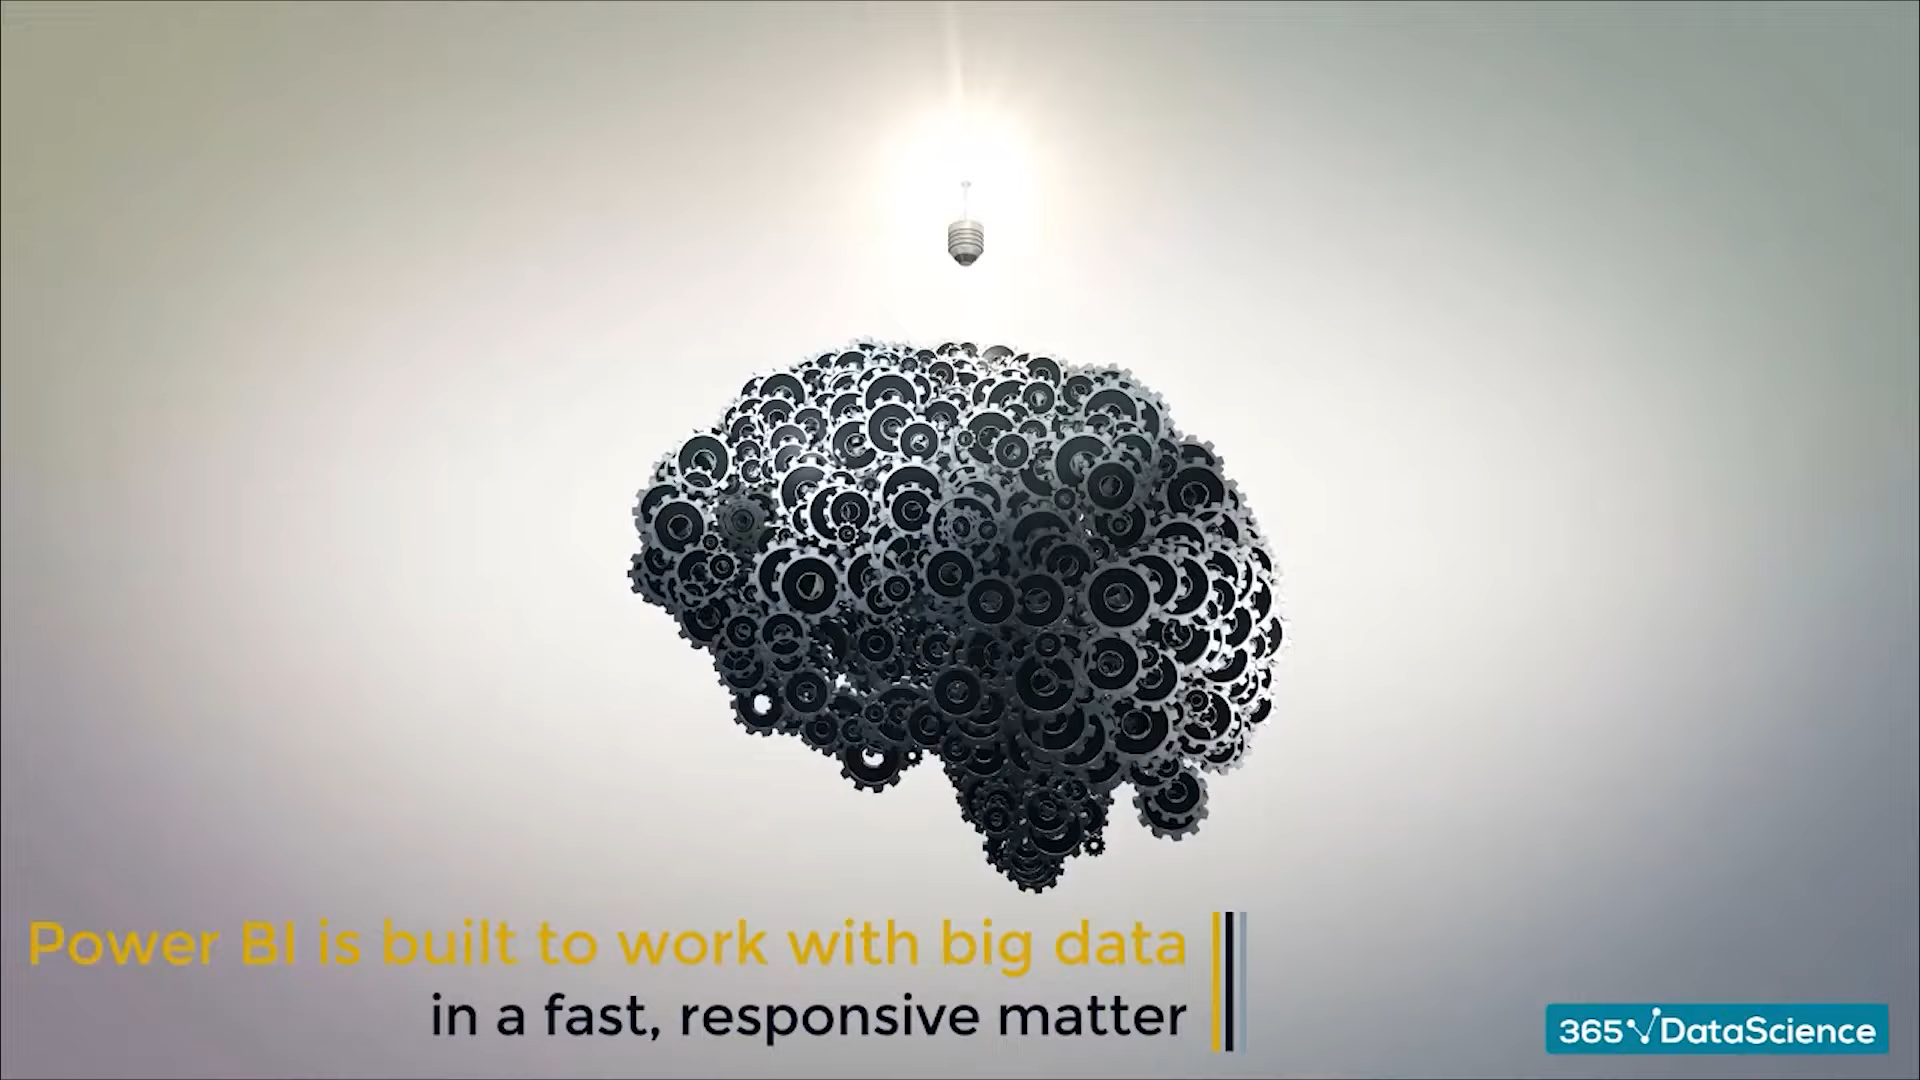 Power BI is built to work with big data
in a fast, responsive matter
365 DataScience